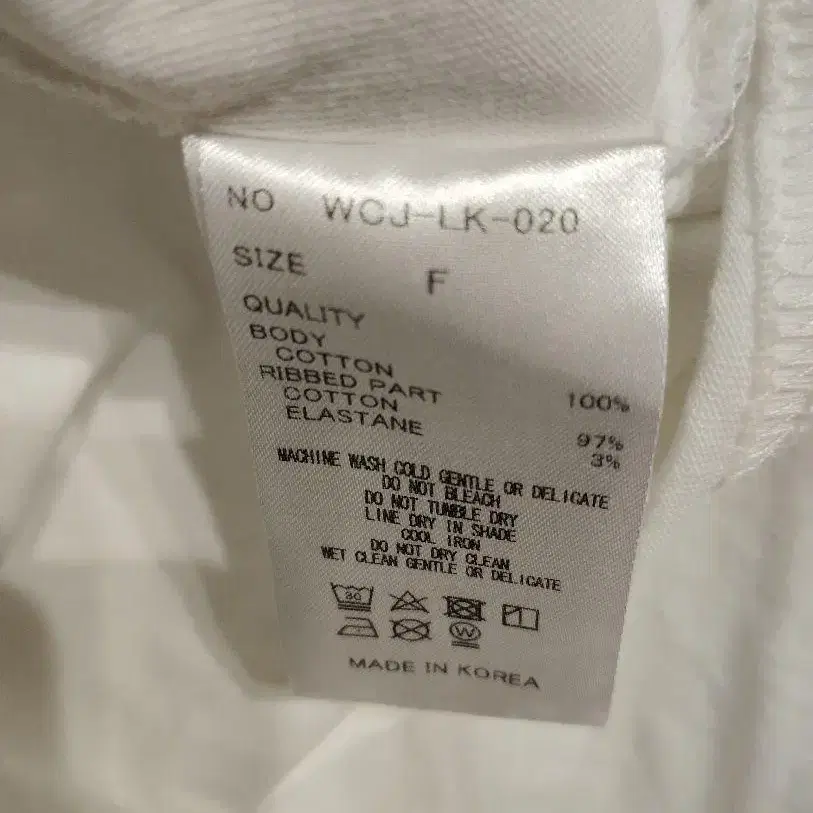 NO WCJ-LK-020
SIZE F
QUALITY
BODY
COTTON 100%
RIBBED PART
COTTON 97%
ELASTANE 3%
MACHINE WASH COLD GENTLE OR DELICATE
DO NOT BLEACH
DO NOT TUMBLE DRY
LINE DRY IN SHADE
COOL IRON
DO NOT DRY CLEAN
WET CLEAN GENTLE OR DELICATE
30
W
MADE IN KOREA